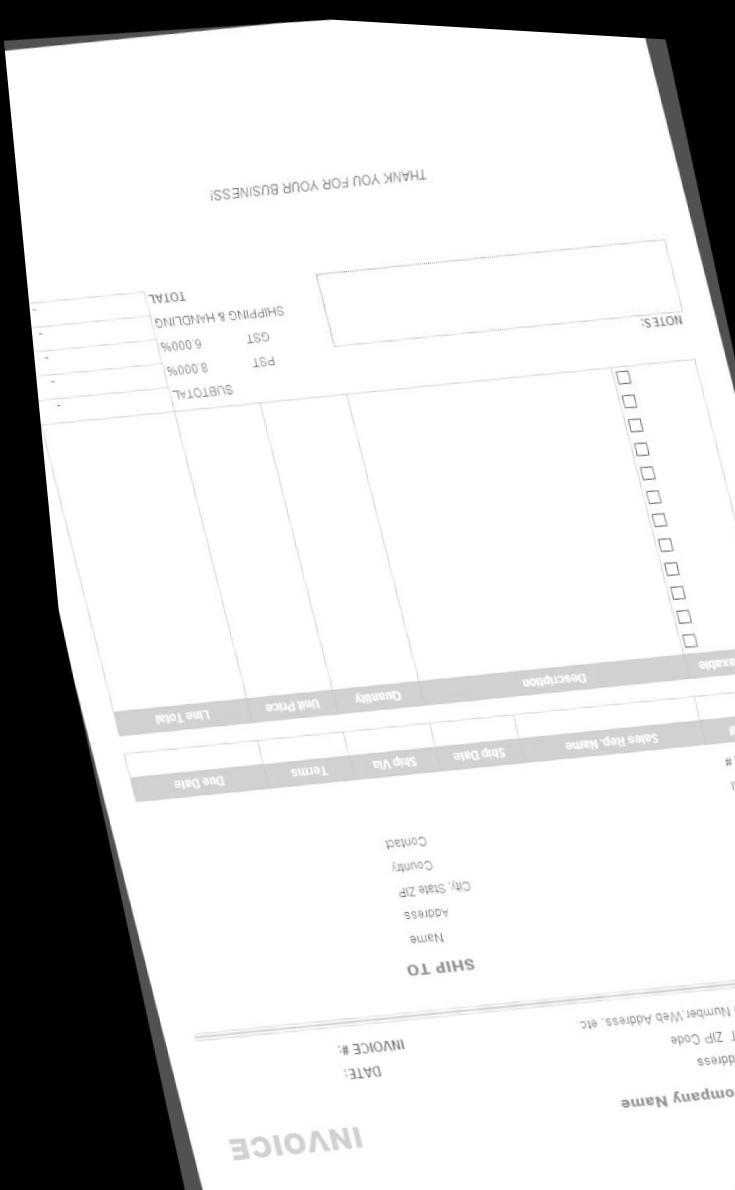 INVOICE
ompany Name
ddress DATE:
T ZIP Code INVOICE #:
Number,Web Address, etc.
SHIP TO
Name
Address
City, State ZIP
Country
Contact
#
# Sales Rep. Name Ship Date Ship Via Terms Due Date
axable Description Quantity Unit Price Line Total
SUBTOTAL -
PST 8.000% -
NOTES: GST 6.000% -
SHIPPING & HANDLING -
TOTAL -
THANK YOU FOR YOUR BUSINESS!